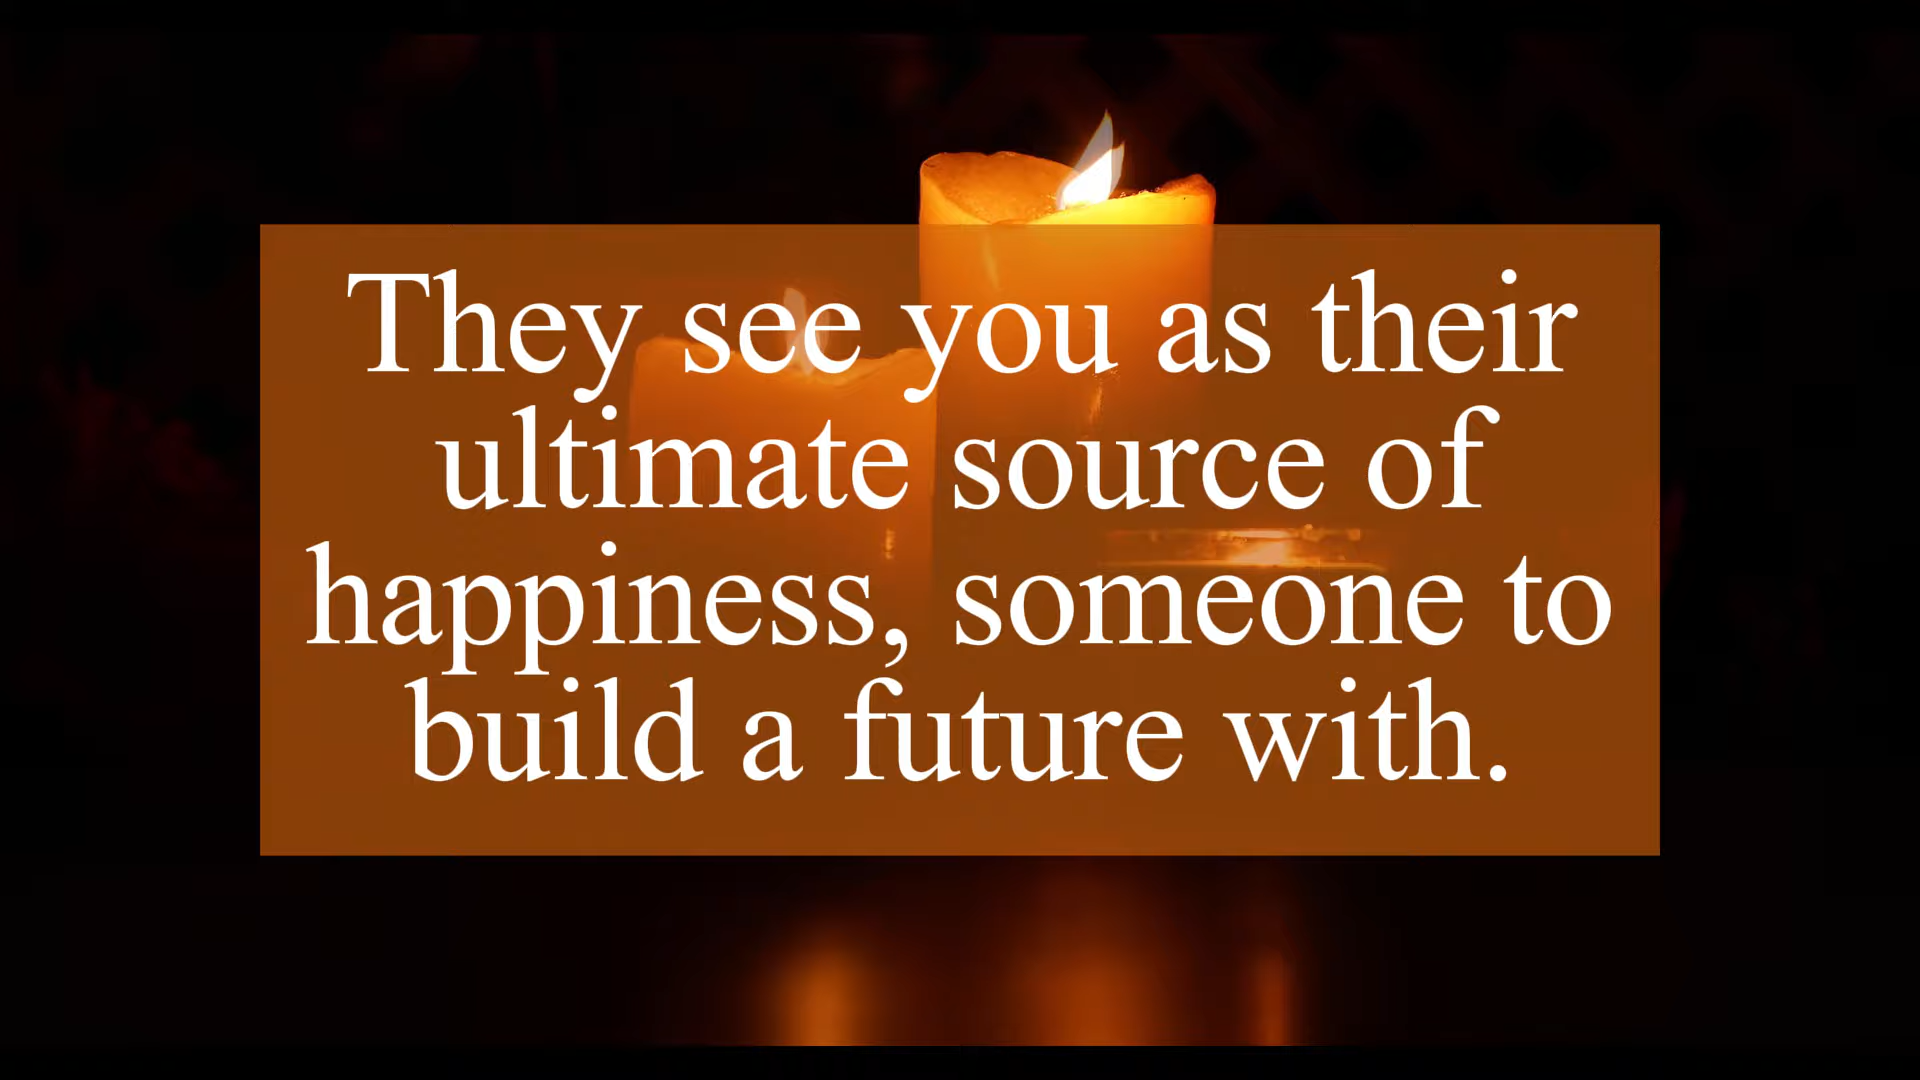 They see you as their
ultimate source of
happiness, someone to
build a future with.